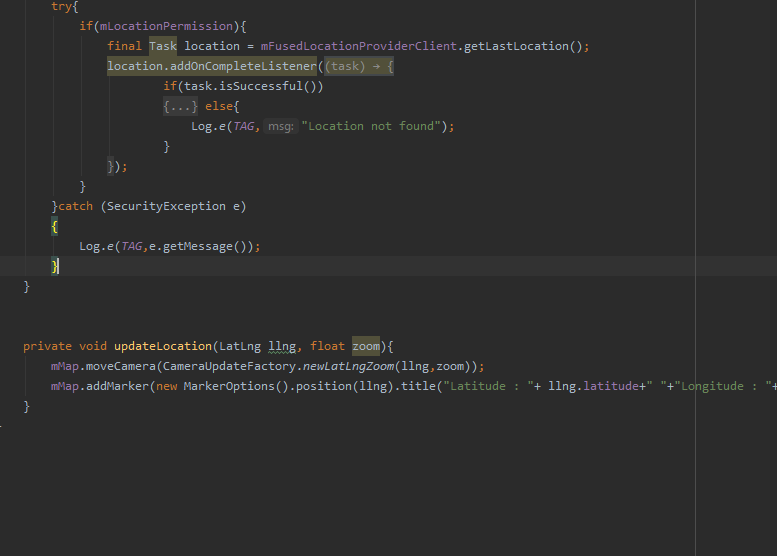 try{
if(mLocationPermission){
final Task location = mFusedLocationProviderClient.getLastLocation();
location.addOnCompleteListener((task) → {
if(task.isSuccessful())
{...} else{
Log.e(TAG, msg: "Location not found");
}
});
}
}catch (SecurityException e)
{
Log.e(TAG,e.getMessage());
}
}
private void updateLocation(LatLng llng, float zoom){
mMap.moveCamera(CameraUpdateFactory.newLatLngZoom(llng,zoom));
mMap.addMarker(new MarkerOptions().position(llng).title("Latitude : "+ llng.latitude+" "+"Longitude : "+
}